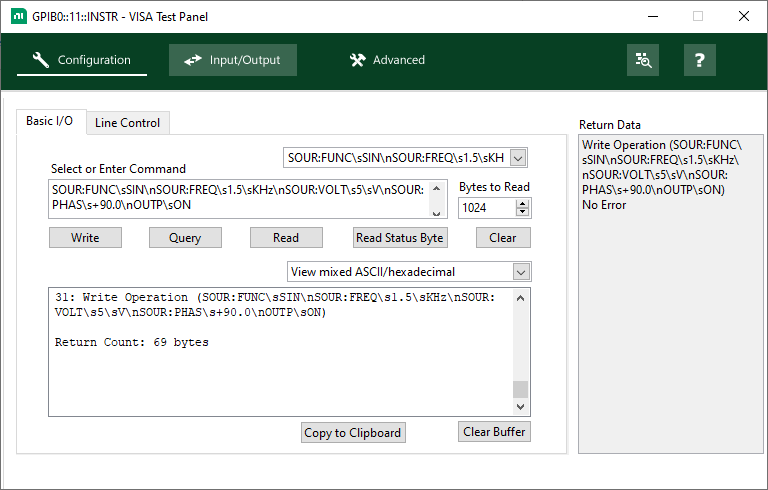 GPIB0::11::INSTR - VISA Test Panel
Configuration
Input/Output
Advanced
?
Basic I/O
Line Control
SOUR:FUNC\sSIN\nSOUR:FREQ\s1.5\sKH
Select or Enter Command
SOUR:FUNC\sSIN\nSOUR:FREQ\s1.5\sKHz\nSOUR:VOLT\s5\sV\nSOUR:
PHAS\s+90.0\nOUTP\sON
Bytes to Read
1024
Write
Query
Read
Read Status Byte
Clear
View mixed ASCII/hexadecimal
31: Write Operation (SOUR:FUNC\sSIN\nSOUR:FREQ\s1.5\sKHz\nSOUR:
VOLT\s5\sV\nSOUR:PHAS\s+90.0\nOUTP\sON)
Return Count: 69 bytes
Copy to Clipboard
Clear Buffer
Return Data
Write Operation (SOUR:FUNC\
sSIN\nSOUR:FREQ\s1.5\sKHz\
nSOUR:VOLT\s5\sV\nSOUR:
PHAS\s+90.0\nOUTP\sON)
No Error